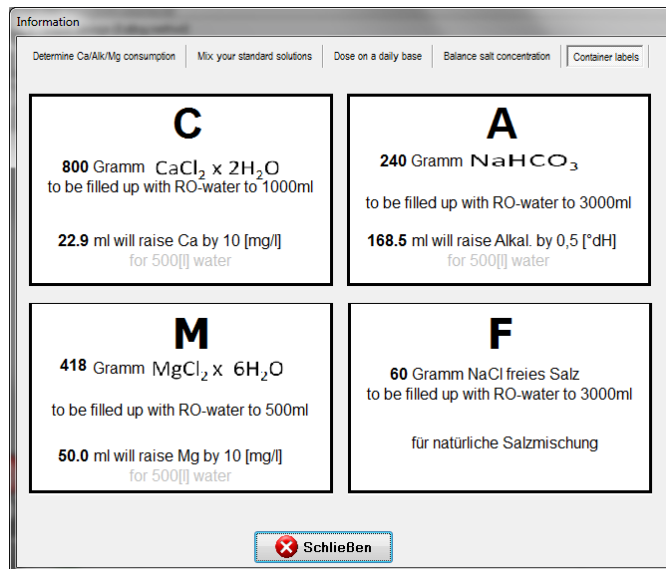 Information
Determine Ca/Alk/Mg consumption
Mix your standard solutions
Dose on a daily base
Balance salt concentration
Container labels
C
800 Gramm CaCl₂ x 2H₂O
to be filled up with RO-water to 1000ml
22.9 ml will raise Ca by 10 [mg/l]
for 500[l] water
A
240 Gramm NaHCO₃
to be filled up with RO-water to 3000ml
168.5 ml will raise Alkal. by 0,5 [°dH]
for 500[l] water
M
418 Gramm MgCl₂ x 6H₂O
to be filled up with RO-water to 500ml
50.0 ml will raise Mg by 10 [mg/l]
for 500[l] water
F
60 Gramm NaCl freies Salz
to be filled up with RO-water to 3000ml
für natürliche Salzmischung
Schließen